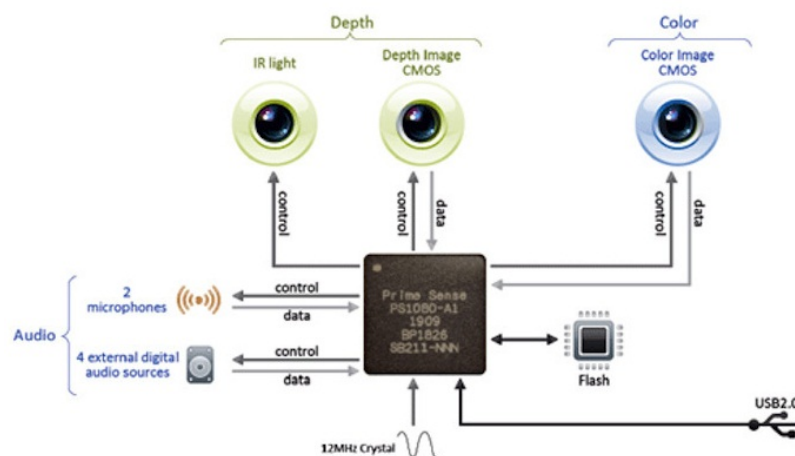 Depth
Color
IR light
Depth Image
CMOS
Color Image
CMOS
control
control
data
control
data
Audio
2
microphones
control
data
4 external digital
audio sources
control
data
Prime Sense
PS1080-A1
1909
BP1826
SB211-NNN
Flash
12MHz Crystal
USB2.0